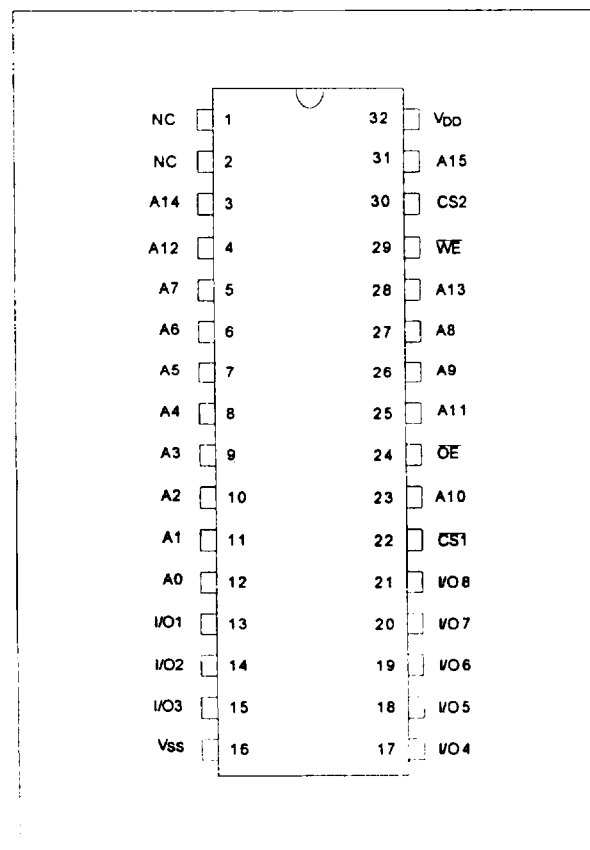 NC 1 32 VDD
NC 2 31 A15
A14 3 30 CS2
A12 4 29 W̅E̅
A7 5 28 A13
A6 6 27 A8
A5 7 26 A9
A4 8 25 A11
A3 9 24 O̅E̅
A2 10 23 A10
A1 11 22 C̅S̅1̅
A0 12 21 I/O8
I/O1 13 20 I/O7
I/O2 14 19 I/O6
I/O3 15 18 I/O5
VSS 16 17 I/O4